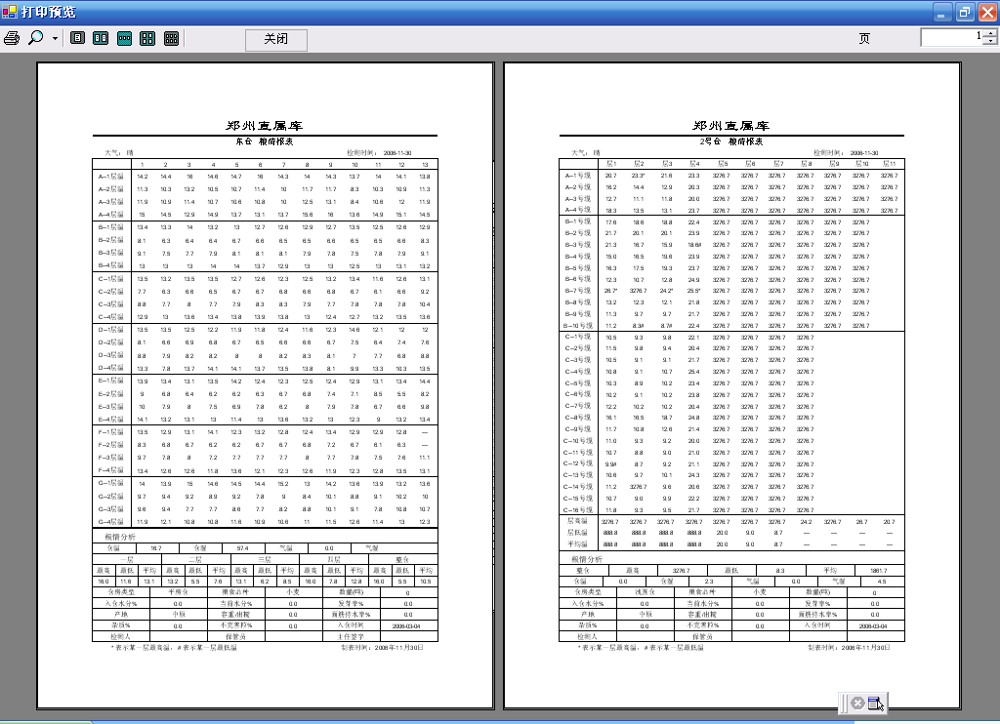 打印预览
关闭
页 1
郑州直属库
东仓 粮信报表
天气：晴 检测时间： 2006-11-30
1 2 3 4 5 6 7 8 9 10 11 12 13
A-1层温 14.2 14.4 16 14.6 14.7 16 14.3 14 14.3 13.7 14 14.1 13.8
A-2层温 11.3 10.3 13.2 10.5 10.7 11.4 10 11.7 11.7 8.3 10.3 10.9 11.3
A-3层温 11.9 10.9 11.4 10.7 10.6 10.8 10 12.5 13.1 8.4 10.6 12 11.9
A-4层温 15 14.5 12.9 14.9 13.7 13.1 13.7 15.6 16 13.6 14.9 15.1 14.5
B-1层温 13.4 13.3 14 13.2 13 12.7 12.6 12.9 12.7 13.5 12.5 12.6 12.9
B-2层温 8.1 6.3 6.4 6.4 6.7 6.6 6.5 6.5 6.6 6.5 6.5 6.6 8.3
B-3层温 9.1 7.5 7.7 7.9 8.1 8.1 8.1 7.9 7.8 7.5 7.8 7.9 9.1
B-4层温 13 13 13 14 14 13.7 12.9 13 13 12.5 13 13.1 13.2
C-1层温 13.5 13.2 13.5 13.5 12.7 12.6 12.3 12.5 13.2 13.4 11.6 12.6 13.1
C-2层温 7.7 6.3 6.6 6.5 6.7 6.7 6.8 6.6 6.8 6.7 6.1 6.6 9.2
C-3层温 8.8 7.7 8 7.7 7.9 8.3 8.3 7.9 7.7 7.8 7.8 7.8 10.4
C-4层温 12.9 13 13.6 13.4 13.8 13.9 13.8 13 12.4 12.7 13.2 13.5 13.6
D-1层温 13.5 13.5 12.5 12.2 11.9 11.8 12.4 11.6 12.3 14.6 12.1 12 12
D-2层温 8.1 6.6 6.9 6.8 6.7 6.5 6.6 6.6 6.7 7.5 6.4 7.4 7.6
D-3层温 8.8 7.9 8.2 8.2 8 8 8.2 8.3 8.1 7 7.7 6.8 8.8
D-4层温 13.3 7.8 13.7 14.1 14.1 13.7 13.5 13.8 8.1 9.9 13.3 10.3 13.5
E-1层温 13.9 13.4 13.1 13.5 14.2 12.4 12.3 12.5 12.4 12.9 13.1 13.4 14.4
E-2层温 9 6.8 6.4 6.2 6.2 6.3 6.7 6.8 7.4 7.1 8.5 5.5 8.2
E-3层温 10 7.9 8 7.5 6.9 7.8 6.2 8 7.9 7.8 6.7 6.6 9.8
E-4层温 14.1 13.2 13.1 13 11.4 13 13.6 13.2 13 12.3 9 13.2 13.4
F-1层温 13.5 12.9 13.1 14.1 12.3 13.2 12.8 12.4 13.4 12.9 12.9 12.8 —
F-2层温 8.3 6.8 6.7 6.2 6.2 6.7 6.7 6.8 7.2 6.7 6.1 6.3 —
F-3层温 9.7 7.8 8 7.2 7.7 7.7 7.7 8 7.7 7.8 7.5 7.6 11.1
F-4层温 13.4 12.6 12.6 11.8 13.6 12.1 12.3 12.6 11.9 12.3 12.8 13.5 13.1
G-1层温 14 13.9 15 14.6 14.5 14.4 15.2 13 14.2 13.6 13.9 13.2 13.6
G-2层温 9.7 9.4 9.2 8.9 9.2 7.8 9 8.4 10.1 8.8 9.1 10.2 10
G-3层温 9.6 9.4 7.7 7.7 8.6 7.7 8.2 8.8 10.1 9.1 7.8 10.8 10.7
G-4层温 11.9 12.1 10.8 10.8 11.6 10.9 10.6 11 11.5 12.6 11.4 13 12.3
粮情分析
仓温 16.7 仓湿 57.4 气温 0.0 气湿
一层 二层 三层 四层 整仓
最高 最低 平均 最高 最低 平均 最高 最低 平均 最高 最低 平均 最高 最低 平均
16.0 11.6 13.1 13.2 5.5 7.6 13.1 6.2 8.5 16.0 7.8 12.8 16.0 5.5 10.5
仓房类型 平房仓 粮食品种 小麦 数量(吨) 0
入仓水分% 0.0 当前水分% 0.0 发芽率% 0.0
产地 中原 容重/出糙 0.0 面筋持水率% 0.0
杂质% 0.0 不完善粒% 0.0 入仓时间 2006-03-04
检测人 保管员 主任签字
*表示某一层最高温，#表示某一层最低温 制表时间：2006年11月30日
郑州直属库
2号仓 粮信报表
天气：晴 检测时间： 2006-11-30
层1 层2 层3 层4 层5 层6 层7 层8 层9 层10 层11
A-1号缆 20.7 23.3* 21.6 23.3 3276.7 3276.7 3276.7 3276.7 3276.7 3276.7 3276.7
A-2号缆 16.2 14.4 12.9 20.3 3276.7 3276.7 3276.7 3276.7 3276.7 3276.7 3276.7
A-3号缆 12.7 11.1 11.8 20.0 3276.7 3276.7 3276.7 3276.7 3276.7 3276.7 3276.7
A-4号缆 18.3 13.5 13.1 23.7 3276.7 3276.7 3276.7 3276.7 3276.7 3276.7 3276.7
B-1号缆 17.6 18.6 18.8 22.4 3276.7 3276.7 3276.7 3276.7 3276.7 3276.7
B-2号缆 21.7 20.1 20.1 23.9 3276.7 3276.7 3276.7 3276.7 3276.7 3276.7
B-3号缆 21.3 16.7 15.9 18.6# 3276.7 3276.7 3276.7 3276.7 3276.7 3276.7
B-4号缆 15.0 16.5 19.6 23.9 3276.7 3276.7 3276.7 3276.7 3276.7 3276.7
B-5号缆 16.3 17.5 19.3 23.7 3276.7 3276.7 3276.7 3276.7 3276.7 3276.7
B-6号缆 12.3 10.7 12.8 24.9 3276.7 3276.7 3276.7 3276.7 3276.7 3276.7
B-7号缆 26.7* 3276.7 24.2* 25.5* 3276.7 3276.7 3276.7 3276.7 3276.7 3276.7
B-8号缆 13.2 12.3 12.1 21.8 3276.7 3276.7 3276.7 3276.7 3276.7 3276.7
B-9号缆 11.3 9.7 9.7 21.7 3276.7 3276.7 3276.7 3276.7 3276.7 3276.7
B-10号缆 11.2 8.3# 8.7# 22.4 3276.7 3276.7 3276.7 3276.7 3276.7 3276.7
C-1号缆 10.5 9.3 9.8 22.1 3276.7 3276.7 3276.7 3276.7
C-2号缆 11.5 9.8 9.4 20.4 3276.7 3276.7 3276.7 3276.7
C-3号缆 10.5 9.1 9.1 21.7 3276.7 3276.7 3276.7 3276.7
C-4号缆 10.8 9.1 10.7 25.4 3276.7 3276.7 3276.7 3276.7
C-5号缆 10.3 8.9 10.2 23.4 3276.7 3276.7 3276.7 3276.7
C-6号缆 10.2 9.1 10.2 23.8 3276.7 3276.7 3276.7 3276.7
C-7号缆 12.2 10.2 10.2 20.4 3276.7 3276.7 3276.7 3276.7
C-8号缆 16.1 16.5 18.7 24.8 3276.7 3276.7 3276.7 3276.7
C-9号缆 11.7 10.8 12.6 21.4 3276.7 3276.7 3276.7 3276.7
C-10号缆 11.0 9.3 9.2 20.0 3276.7 3276.7 3276.7 3276.7
C-11号缆 10.7 8.8 9.0 21.0 3276.7 3276.7 3276.7 3276.7
C-12号缆 9.9# 8.7 9.2 21.1 3276.7 3276.7 3276.7 3276.7
C-13号缆 10.6 9.7 10.1 24.3 3276.7 3276.7 3276.7 3276.7
C-14号缆 11.2 3276.7 9.6 20.6 3276.7 3276.7 3276.7 3276.7
C-15号缆 10.7 9.0 9.9 22.2 3276.7 3276.7 3276.7 3276.7
C-16号缆 11.8 9.3 9.5 21.7 3276.7 3276.7 3276.7 3276.7
层高温 3276.7 3276.7 3276.7 3276.7 3276.7 3276.7 3276.7 24.2 3276.7 26.7 20.7
层低温 888.8 888.8 888.8 888.8 20.0 9.0 8.7 — — — —
平均温 888.8 888.8 888.8 888.8 20.0 9.0 8.7 — — — —
粮情分析
整仓 最高 3276.7 最低 8.3 平均 1861.7
仓温 0.0 仓湿 2.3 气温 0.0 气湿 4.5
仓房类型 浅圆仓 粮食品种 小麦 数量(吨) 0
入仓水分% 0.0 当前水分% 0.0 发芽率% 0.0
产地 中原 容重/出糙 0.0 面筋持水率% 0.0
杂质% 0.0 不完善粒% 0.0 入仓时间 2006-03-04
检测人 保管员 主任签字
*表示某一层最高温，#表示某一层最低温 制表时间：2006年11月30日